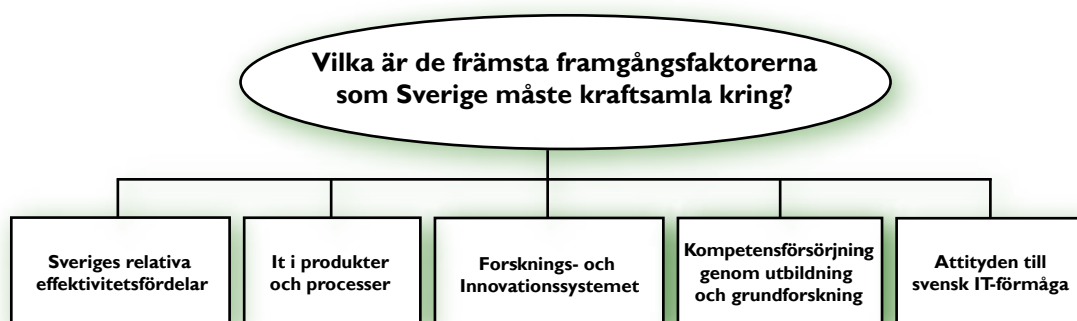 Vilka är de främsta framgångsfaktorerna
som Sverige måste kraftsamla kring?
Sveriges relativa
effektivitetsfördelar
It i produkter
och processer
Forsknings- och
Innovationssystemet
Kompetensförsörjning
genom utbildning
och grundforskning
Attityden till
svensk IT-förmåga